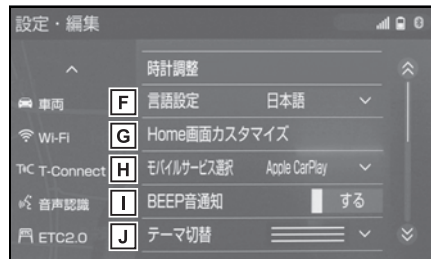 設定・編集
時計調整
車両
F 言語設定 日本語
Wi-Fi
G Home画面カスタマイズ
T-Connect
H モバイルサービス選択 Apple CarPlay
音声認識
I BEEP音通知 する
ETC2.0
J テーマ切替